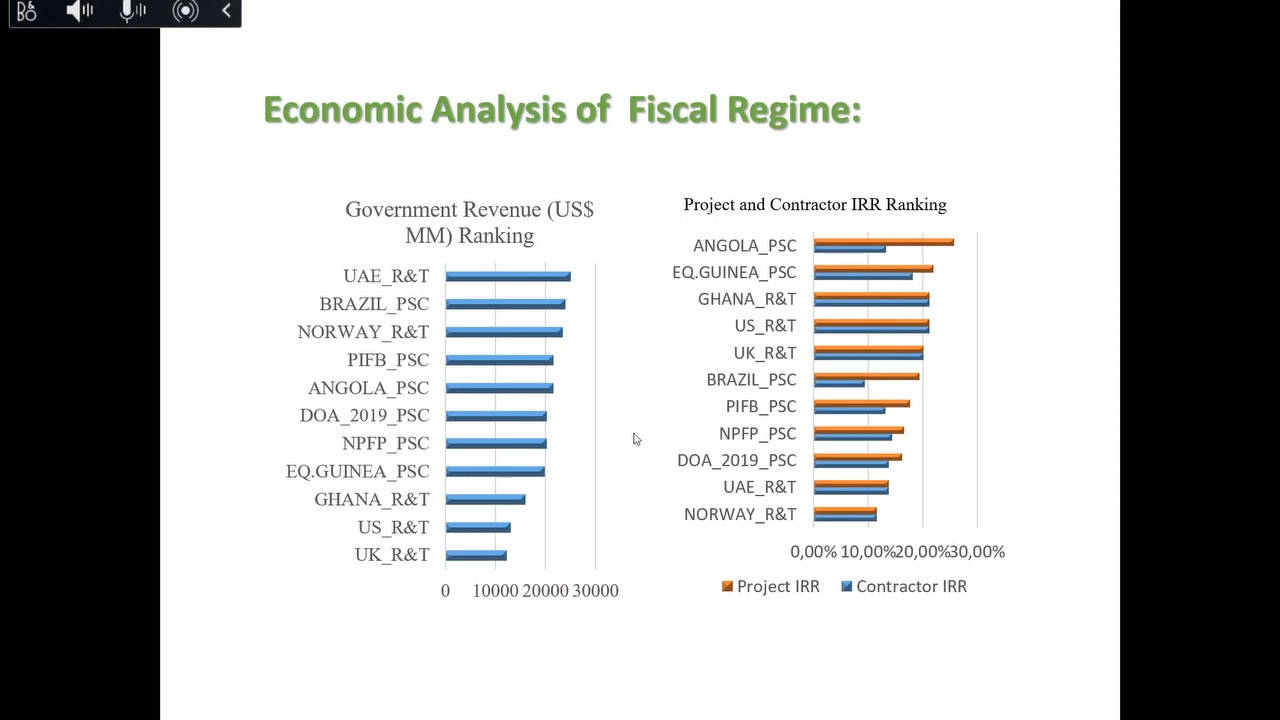 B&O
Economic Analysis of Fiscal Regime:
Government Revenue (US$
MM) Ranking
UAE_R&T
BRAZIL_PSC
NORWAY_R&T
PIFB_PSC
ANGOLA_PSC
DOA_2019_PSC
NPFP_PSC
EQ.GUINEA_PSC
GHANA_R&T
US_R&T
UK_R&T
0 10000 20000 30000
Project and Contractor IRR Ranking
ANGOLA_PSC
EQ.GUINEA_PSC
GHANA_R&T
US_R&T
UK_R&T
BRAZIL_PSC
PIFB_PSC
NPFP_PSC
DOA_2019_PSC
UAE_R&T
NORWAY_R&T
0,00% 10,00% 20,00% 30,00%
Project IRR Contractor IRR